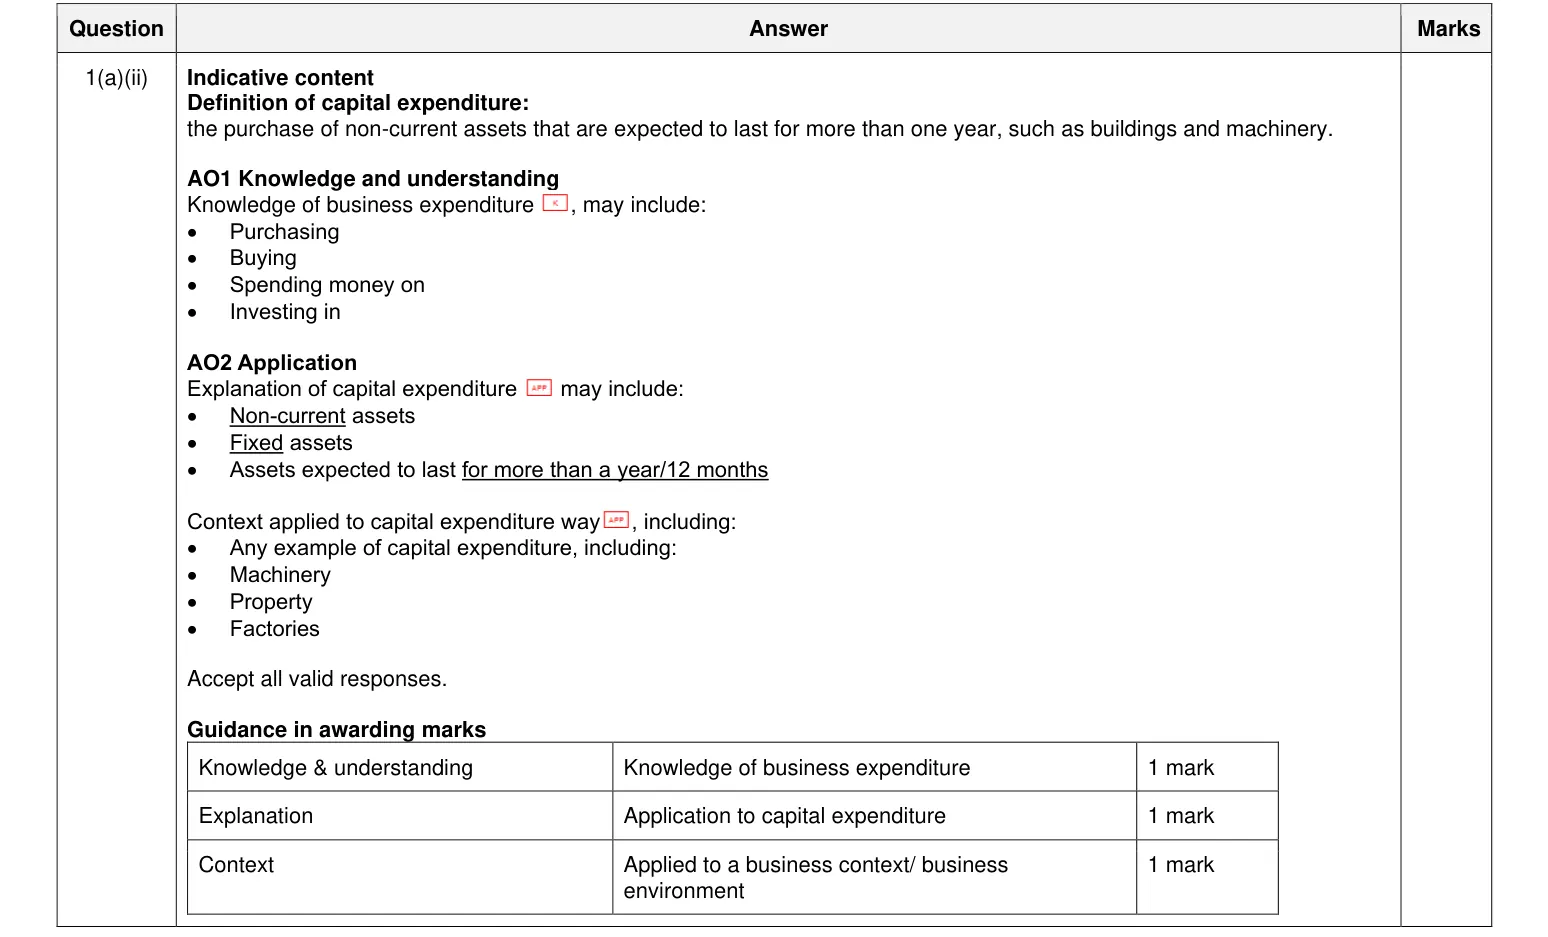 Question Answer Marks
1(a)(ii) Indicative content
Definition of capital expenditure:
the purchase of non-current assets that are expected to last for more than one year, such as buildings and machinery.
AO1 Knowledge and understanding
Knowledge of business expenditure K, may include:
• Purchasing
• Buying
• Spending money on
• Investing in
AO2 Application
Explanation of capital expenditure APP may include:
• Non-current assets
• Fixed assets
• Assets expected to last for more than a year/12 months
Context applied to capital expenditure way APP, including:
• Any example of capital expenditure, including:
• Machinery
• Property
• Factories
Accept all valid responses.
Guidance in awarding marks
Knowledge & understanding Knowledge of business expenditure 1 mark
Explanation Application to capital expenditure 1 mark
Context Applied to a business context/ business 1 mark
environment